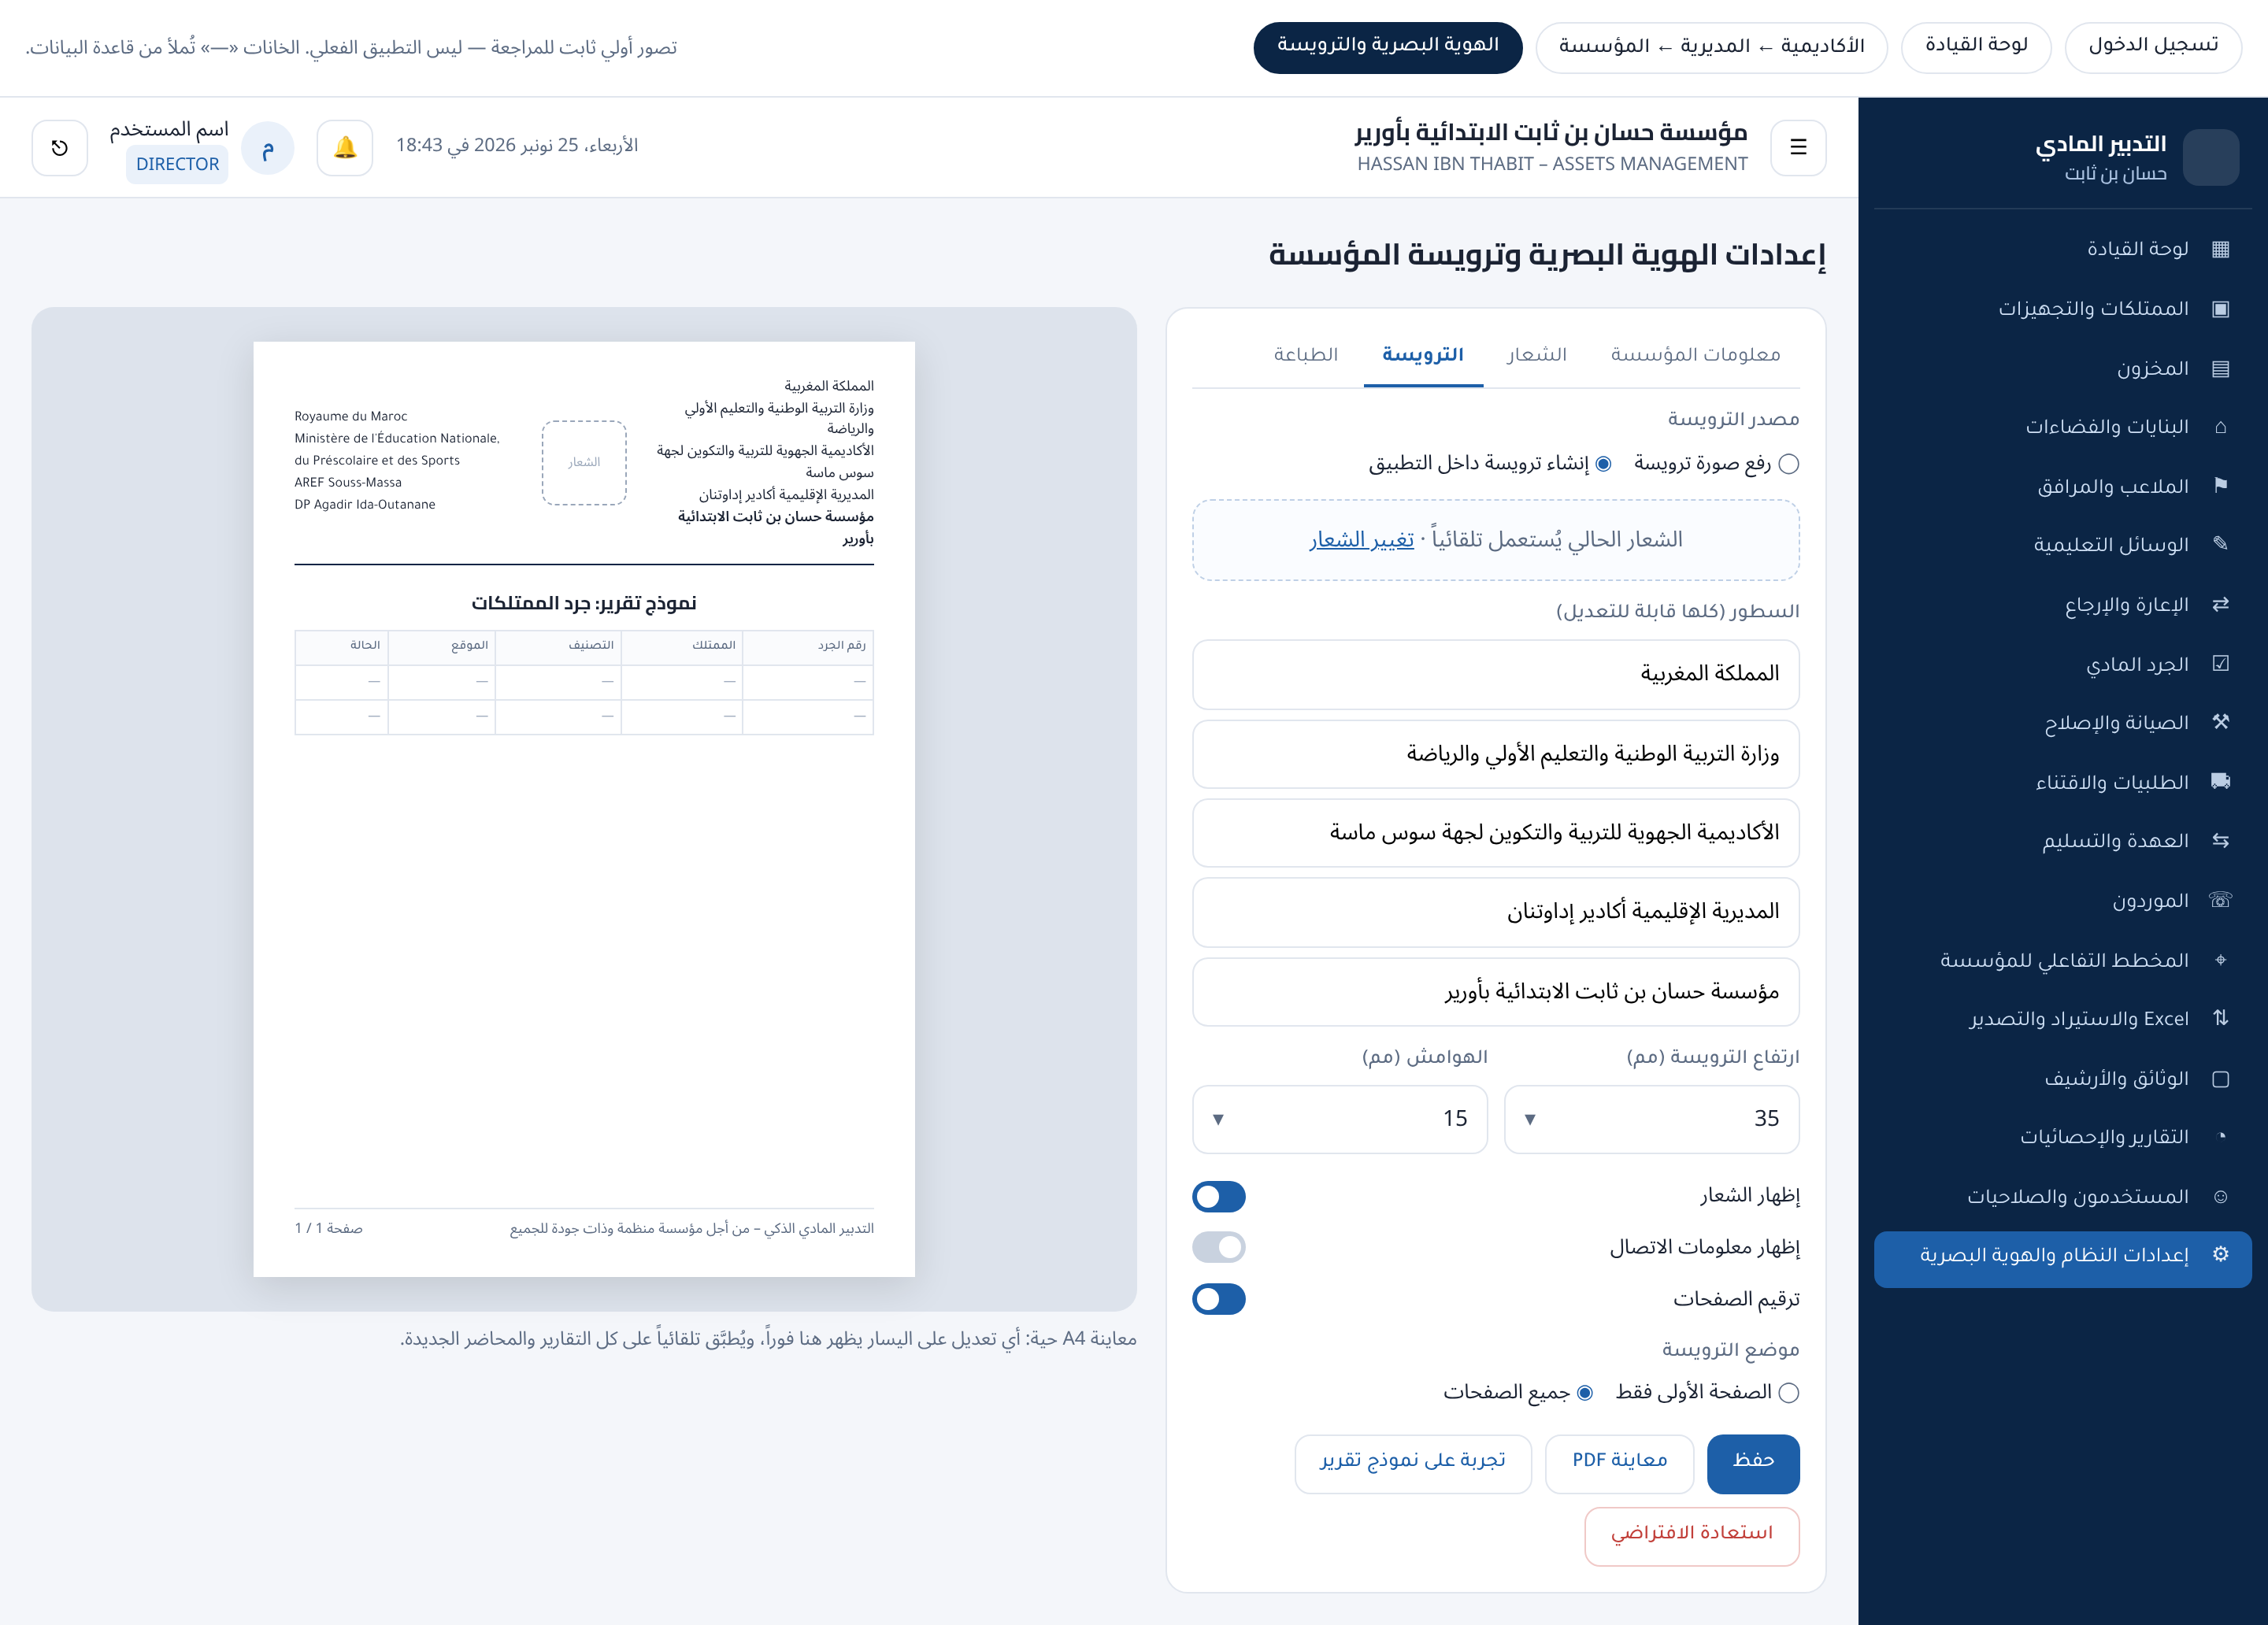 تسجيل الدخول
لوحة القيادة
الأكاديمية ← المديرية ← المؤسسة
الهوية البصرية والترويسة
تصور أولي ثابت للمراجعة — ليس التطبيق الفعلي. الخانات «—» تُملأ من قاعدة البيانات.
التدبير المادي
حسان بن ثابت
لوحة القيادة
الممتلكات والتجهيزات
المخزون
البنايات والفضاءات
الملاعب والمرافق
الوسائل التعليمية
الإعارة والإرجاع
الجرد المادي
الصيانة والإصلاح
الطلبيات والاقتناء
العهدة والتسليم
الموردون
المخطط التفاعلي للمؤسسة
Excel والاستيراد والتصدير
الوثائق والأرشيف
التقارير والإحصائيات
المستخدمون والصلاحيات
إعدادات النظام والهوية البصرية
مؤسسة حسان بن ثابت الابتدائية بأورير
HASSAN IBN THABIT – ASSETS MANAGEMENT
الأربعاء، 25 نونبر 2026 في 18:43
م
اسم المستخدم
DIRECTOR
إعدادات الهوية البصرية وترويسة المؤسسة
معلومات المؤسسة
الشعار
الترويسة
الطباعة
مصدر الترويسة
رفع صورة ترويسة
إنشاء ترويسة داخل التطبيق
الشعار الحالي يُستعمل تلقائياً · تغيير الشعار
السطور (كلها قابلة للتعديل)
المملكة المغربية
وزارة التربية الوطنية والتعليم الأولي والرياضة
الأكاديمية الجهوية للتربية والتكوين لجهة سوس ماسة
المديرية الإقليمية أكادير إداوتنان
مؤسسة حسان بن ثابت الابتدائية بأورير
ارتفاع الترويسة (مم)
الهوامش (مم)
35
15
إظهار الشعار
إظهار معلومات الاتصال
ترقيم الصفحات
موضع الترويسة
الصفحة الأولى فقط
جميع الصفحات
حفظ
معاينة PDF
تجربة على نموذج تقرير
استعادة الافتراضي
المملكة المغربية
وزارة التربية الوطنية والتعليم الأولي
والرياضة
الأكاديمية الجهوية للتربية والتكوين لجهة
سوس ماسة
المديرية الإقليمية أكادير إداوتنان
مؤسسة حسان بن ثابت الابتدائية
بأورير
الشعار
Royaume du Maroc
Ministère de l'Éducation Nationale,
du Préscolaire et des Sports
AREF Souss-Massa
DP Agadir Ida-Outanane
نموذج تقرير: جرد الممتلكات
رقم الجرد
الممتلك
التصنيف
الموقع
الحالة
— — — — —
— — — — —
التدبير المادي الذكي – من أجل مؤسسة منظمة وذات جودة للجميع
صفحة 1 / 1
معاينة A4 حية: أي تعديل على اليسار يظهر هنا فوراً، ويُطبَّق تلقائياً على كل التقارير والمحاضر الجديدة.